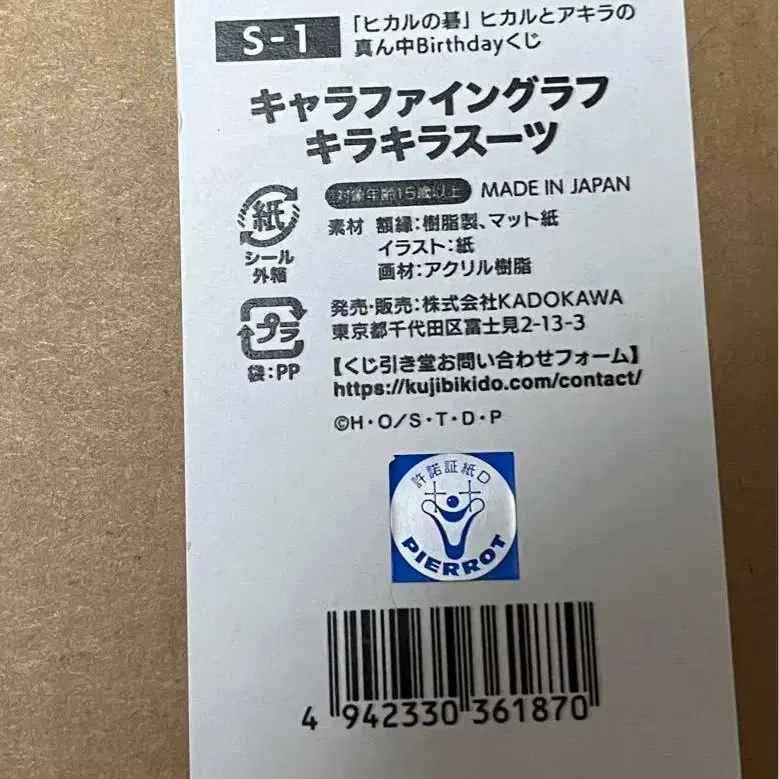 S-1
「ヒカルの碁」ヒカルとアキラの
真ん中Birthdayくじ
キャラファイングラフ
キラキラスーツ
紙
シール
外箱
対象年齢15歳以上 MADE IN JAPAN
素材 額縁:樹脂製、マット紙
イラスト:紙
画材:アクリル樹脂
プラ
袋:PP
発売・販売:株式会社KADOKAWA
東京都千代田区富士見2-13-3
【くじ引き堂お問い合わせフォーム】
https://kujibikido.com/contact/
©H・O/S・T・D・P
許諾証紙D
PIERROT
4 942330 361870